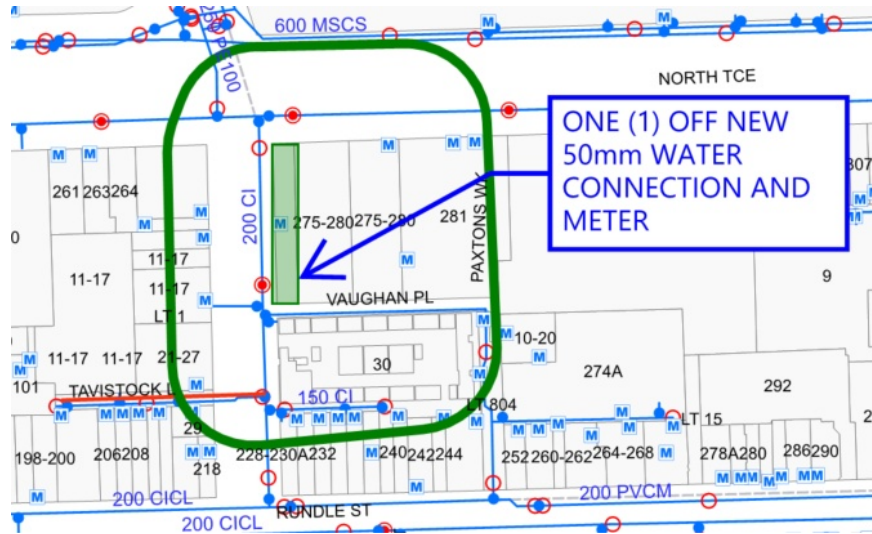 600 MSCS
NORTH TCE
ONE (1) OFF NEW
50mm WATER
CONNECTION AND
METER
200 CI
261
263
264
275-280
275-280
281
PAXTONS WK
11-17
11-17
11-17
LT 1
VAUGHAN PL
9
11-17
11-17
21-27
30
10-20
274A
101
292
TAVISTOCK L
150 CI
LT 804
LT 15
29
198-200
206
208
218
228-230A
232
240
242
244
252
260-262
264-268
278A
280
286
290
200 CICL
RUNDLE ST
200 PVCM
200 CICL